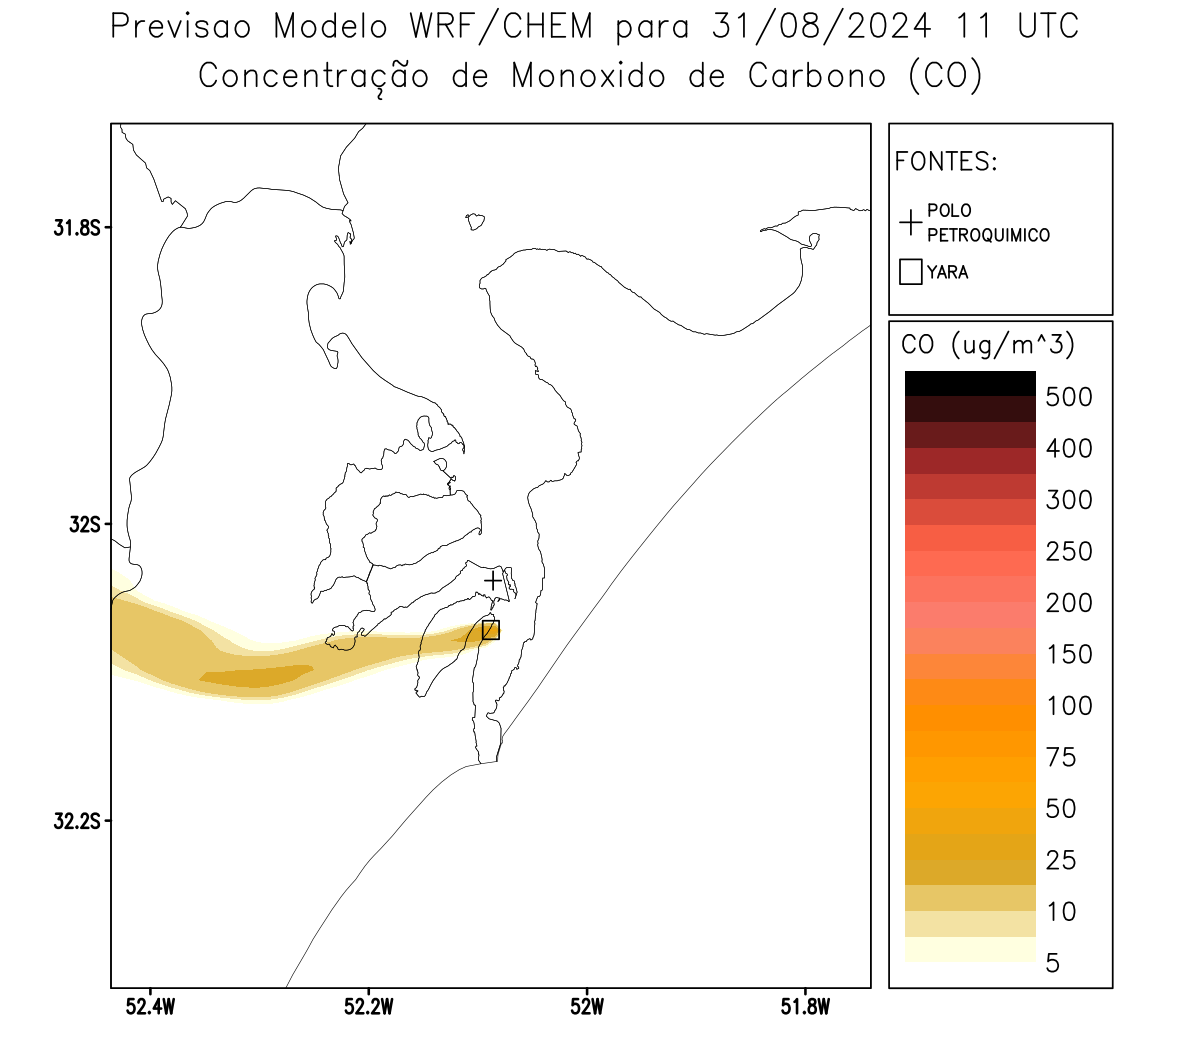 Previsao Modelo WRF/CHEM para 31/08/2024 11 UTC
Concentração de Monoxido de Carbono (CO)
FONTES:
POLO
PETROQUIMICO
YARA
CO (ug/m^3)
500
400
300
250
200
150
100
75
50
25
10
5
31.8S
32S
32.2S
52.4W
52.2W
52W
51.8W